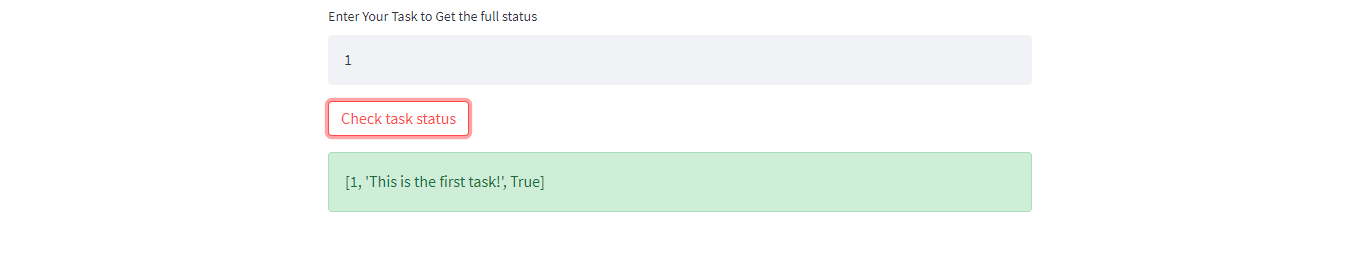 Enter Your Task to Get the full status
1
Check task status
[1, 'This is the first task!', True]